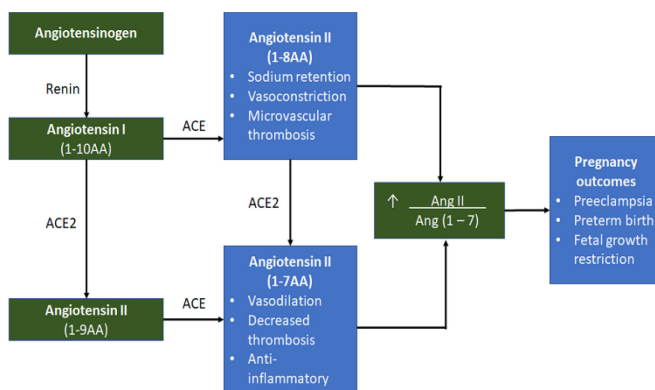 Angiotensinogen
Renin
Angiotensin I
(1-10AA)
ACE
ACE2
Angiotensin II
(1-9AA)
ACE
Angiotensin II
(1-8AA)
• Sodium retention
• Vasoconstriction
• Microvascular
thrombosis
ACE2
Angiotensin II
(1-7AA)
• Vasodilation
• Decreased
thrombosis
• Anti-
inflammatory
↑ Ang II
Ang (1 – 7)
Pregnancy
outcomes
• Preeclampsia
• Preterm birth
• Fetal growth
restriction